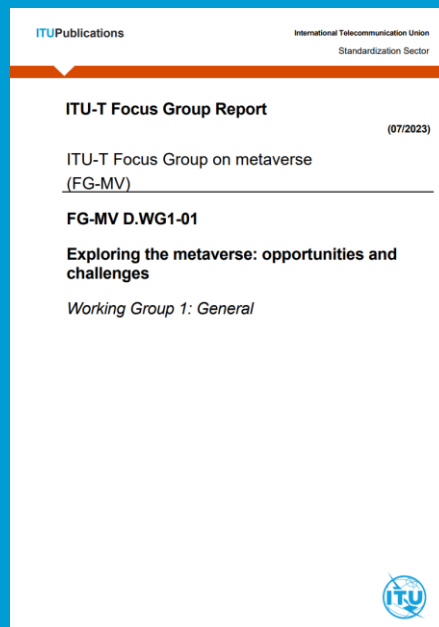 ITUPublications
International Telecommunication Union
Standardization Sector
ITU-T Focus Group Report
(07/2023)
ITU-T Focus Group on metaverse
(FG-MV)
FG-MV D.WG1-01
Exploring the metaverse: opportunities and
challenges
Working Group 1: General
ITU